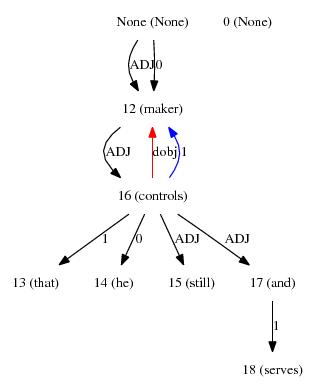 None (None) 0 (None)
ADJ 0
12 (maker)
ADJ dobj 1
16 (controls)
1 0 ADJ ADJ
13 (that) 14 (he) 15 (still) 17 (and)
1
18 (serves)